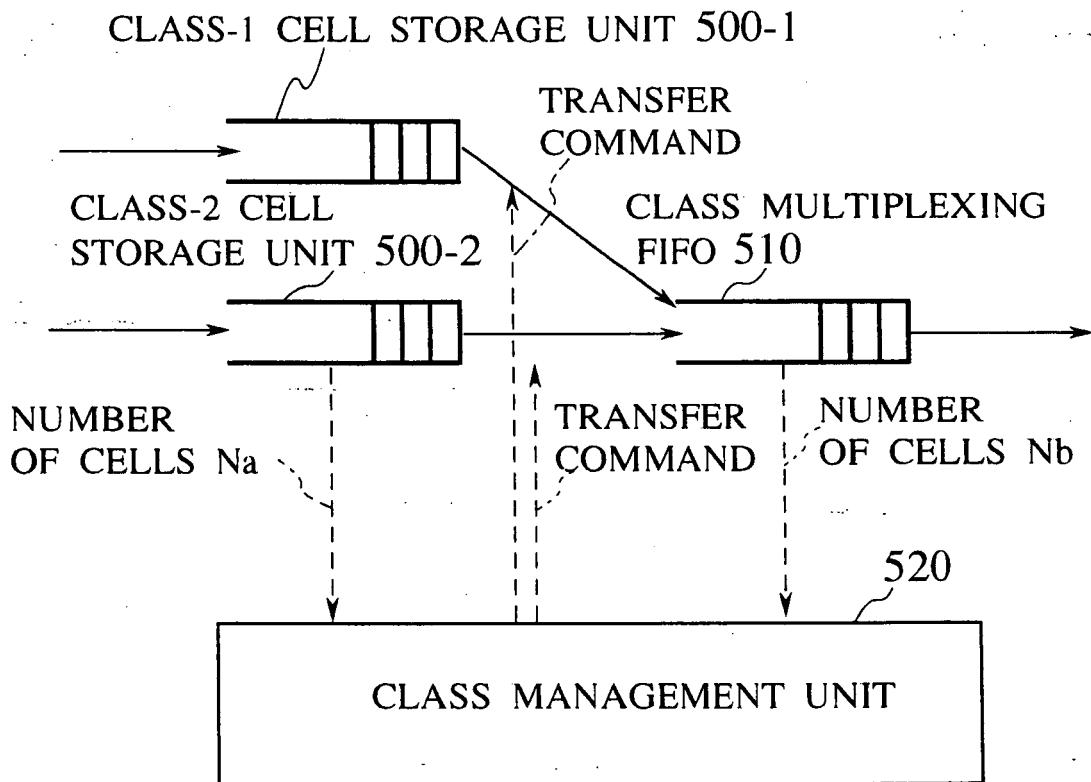 CLASS-1 CELL STORAGE UNIT 500-1
TRANSFER
COMMAND
CLASS-2 CELL
STORAGE UNIT 500-2
CLASS MULTIPLEXING
FIFO 510
NUMBER
OF CELLS Na
TRANSFER
COMMAND
NUMBER
OF CELLS Nb
520
CLASS MANAGEMENT UNIT